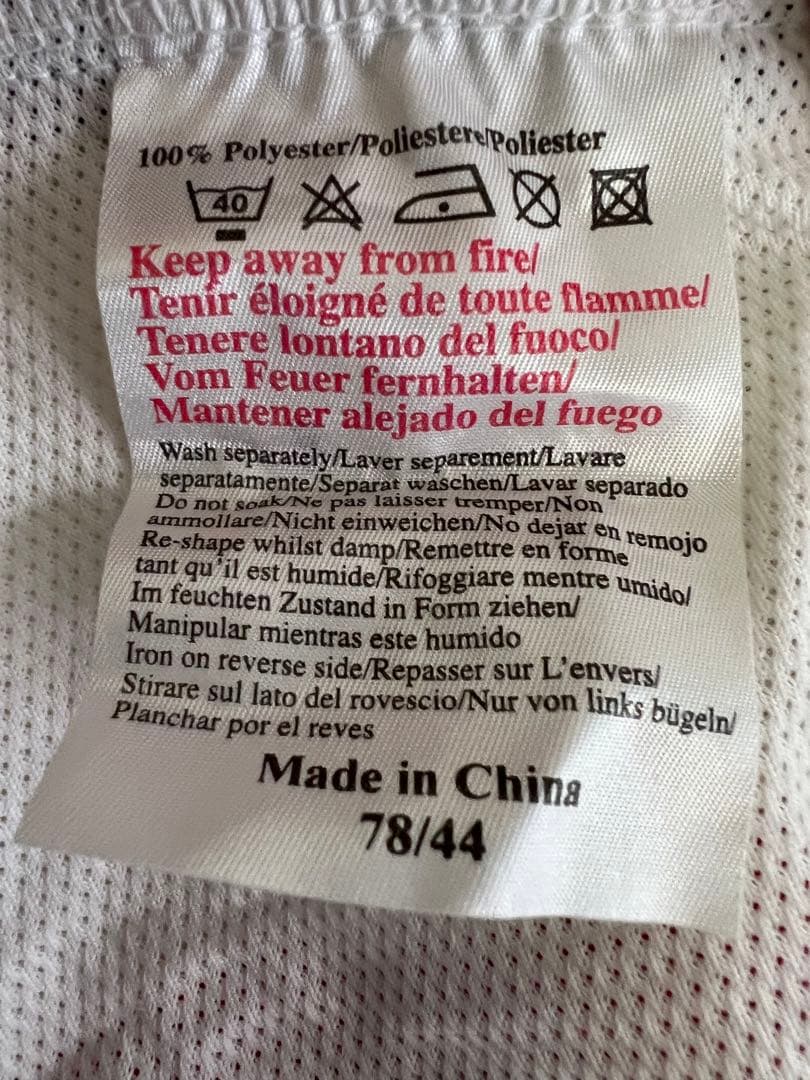 100% Polyester/Poliestere/Poliester
40
Keep away from fire/
Tenir éloigné de toute flamme/
Tenere lontano del fuoco/
Vom Feuer fernhalten/
Mantener alejado del fuego
Wash separately/Laver separement/Lavare
separatamente/Separat waschen/Lavar separado
Do not soak/Ne pas laisser tremper/Non
ammollare/Nicht einweichen/No dejar en remojo
Re-shape whilst damp/Remettre en forme
tant qu'il est humide/Rifoggiare mentre umido/
Im feuchten Zustand in Form ziehen/
Manipular mientras este humido
Iron on reverse side/Repasser sur L'envers/
Stirare sul lato del rovescio/Nur von links bügeln/
Planchar por el reves
Made in China
78/44